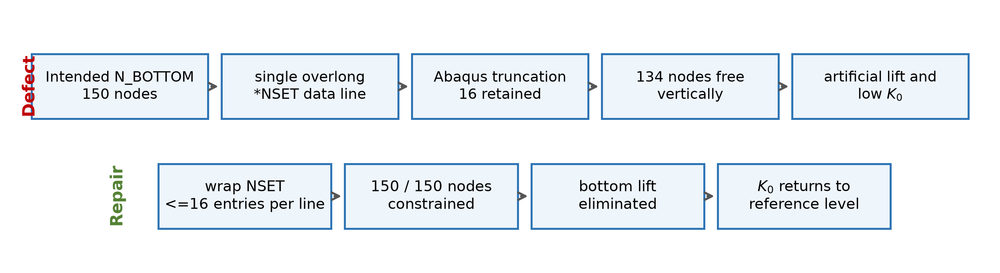 Defect
Intended N_BOTTOM
150 nodes
single overlong
*NSET data line
Abaqus truncation
16 retained
134 nodes free
vertically
artificial lift and
low K₀
Repair
wrap NSET
<=16 entries per line
150 / 150 nodes
constrained
bottom lift
eliminated
K₀ returns to
reference level